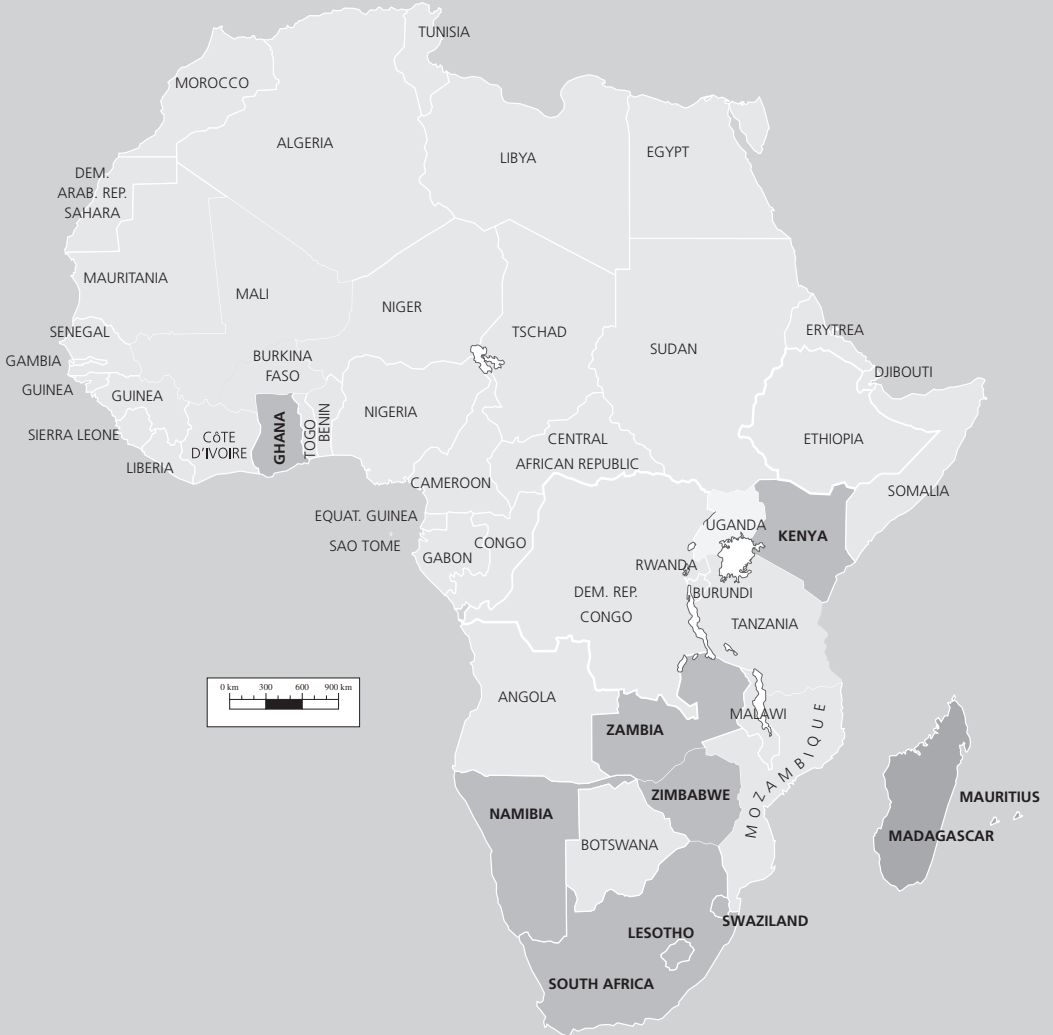 TUNISIA
MOROCCO
ALGERIA
LIBYA
EGYPT
DEM.
ARAB. REP.
SAHARA
MAURITANIA
MALI
NIGER
TSCHAD
SUDAN
ERYTREA
SENEGAL
GAMBIA
BURKINA
FASO
DJIBOUTI
GUINEA
GUINEA
NIGERIA
GHANA
TOGO
BENIN
SIERRA LEONE
CôTE
D'IVOIRE
LIBERIA
CENTRAL
AFRICAN REPUBLIC
ETHIOPIA
CAMEROON
SOMALIA
EQUAT. GUINEA
UGANDA
KENYA
SAO TOME
GABON
CONGO
RWANDA
DEM. REP.
CONGO
BURUNDI
TANZANIA
0 km 300 600 900 km
ANGOLA
MALAWI
ZAMBIA
MOZAMBIQUE
ZIMBABWE
NAMIBIA
MAURITIUS
MADAGASCAR
BOTSWANA
SWAZILAND
LESOTHO
SOUTH AFRICA